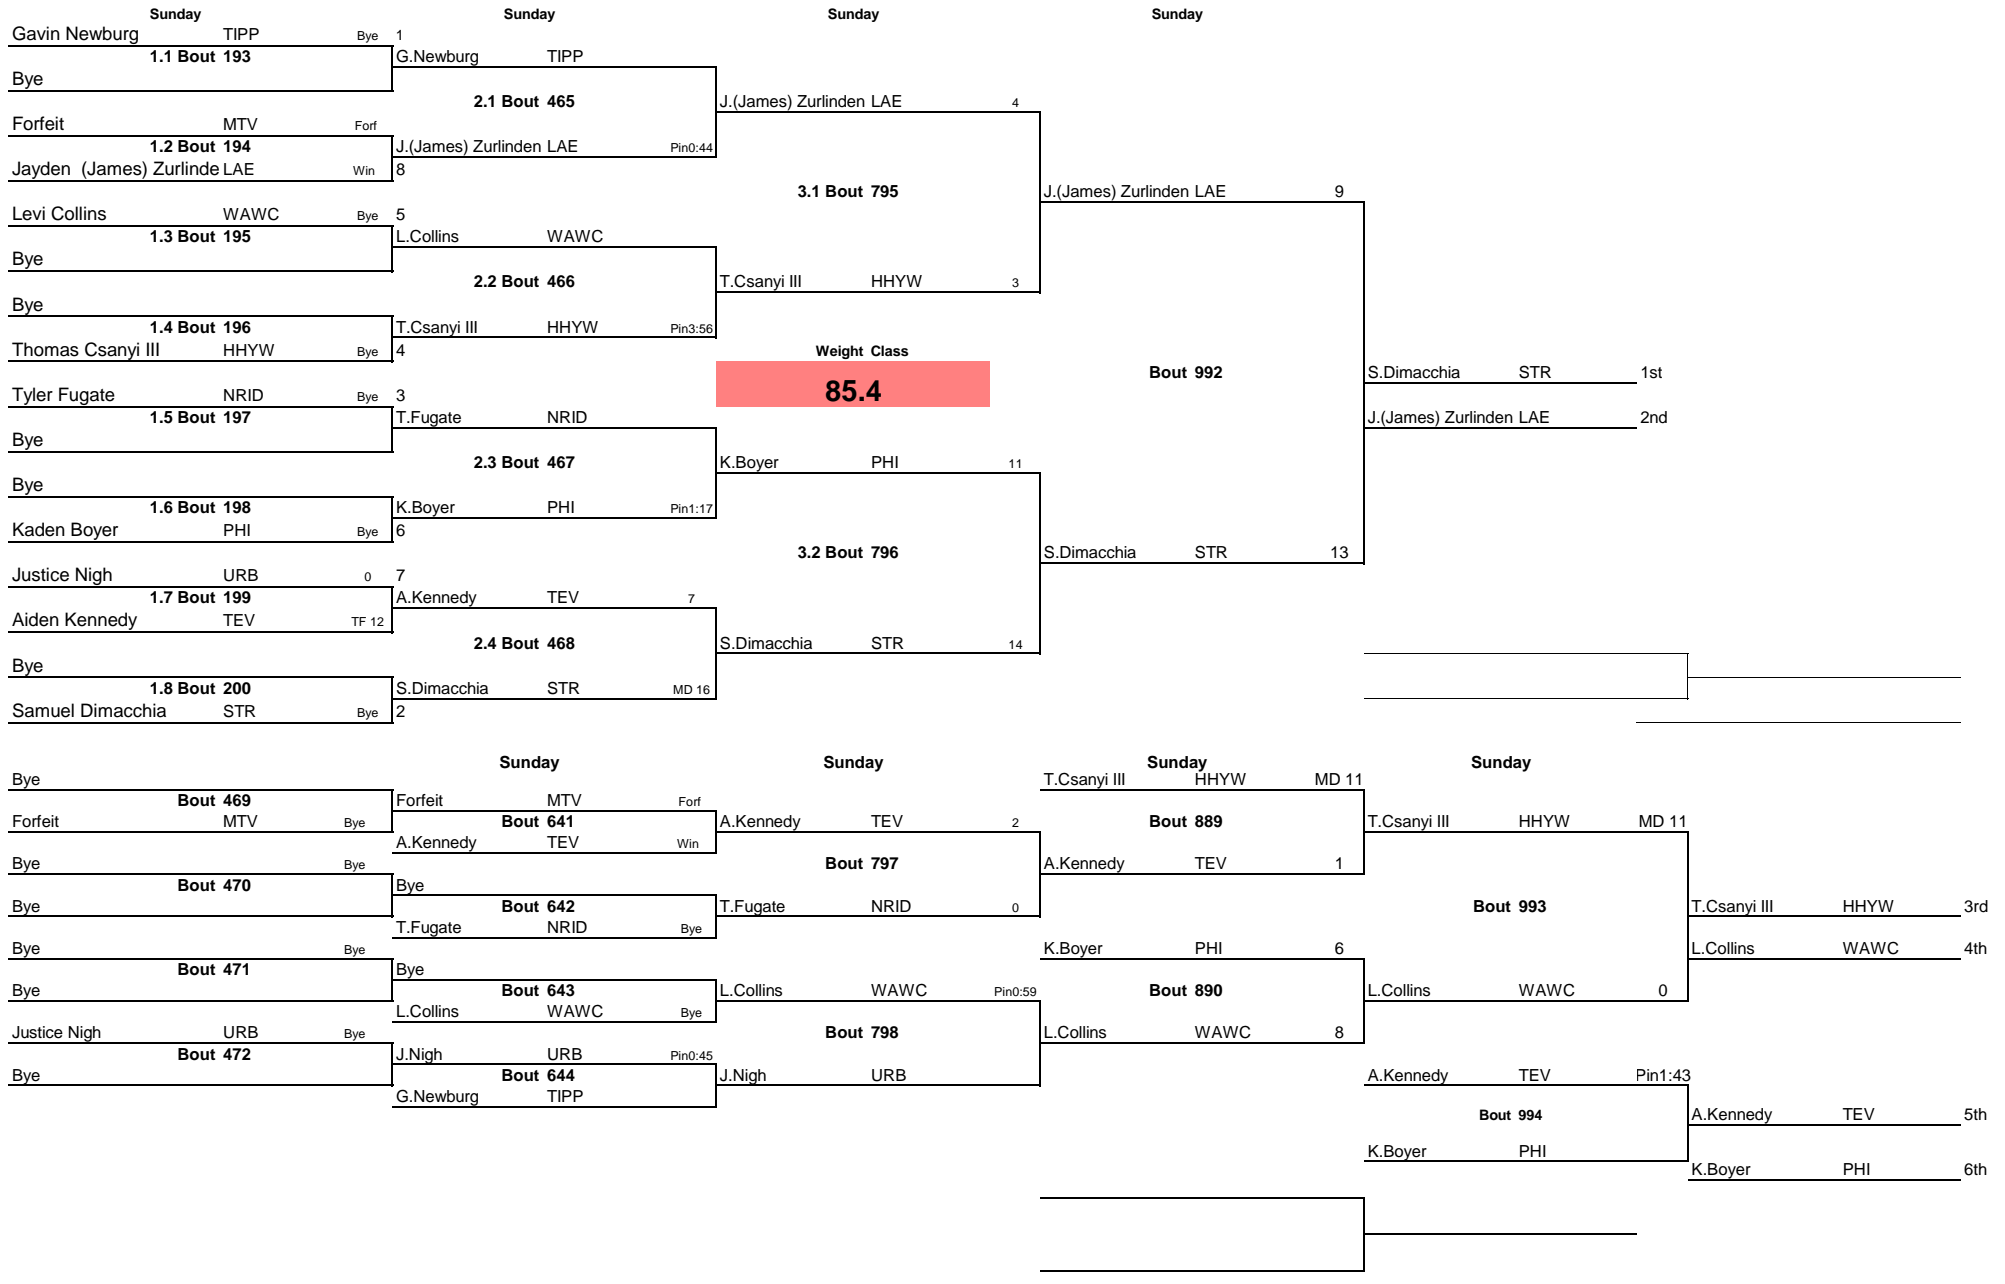 Sunday Sunday Sunday Sunday
Gavin Newburg TIPP Bye 1
1.1 Bout 193 G.Newburg TIPP
Bye
2.1 Bout 465 J.(James) Zurlinden LAE 4
Forfeit MTV Forf
1.2 Bout 194 J.(James) Zurlinden LAE Pin0:44
Jayden (James) Zurlinde LAE Win 8
3.1 Bout 795 J.(James) Zurlinden LAE 9
Levi Collins WAWC Bye 5
1.3 Bout 195 L.Collins WAWC
Bye
2.2 Bout 466 T.Csanyi III HHYW 3
Bye
1.4 Bout 196 T.Csanyi III HHYW Pin3:56
Thomas Csanyi III HHYW Bye 4 Weight Class
Bout 992 S.Dimacchia STR 1st
85.4
Tyler Fugate NRID Bye 3
1.5 Bout 197 T.Fugate NRID J.(James) Zurlinden LAE 2nd
Bye
2.3 Bout 467 K.Boyer PHI 11
Bye
1.6 Bout 198 K.Boyer PHI Pin1:17
Kaden Boyer PHI Bye 6
3.2 Bout 796 S.Dimacchia STR 13
Justice Nigh URB 0 7
1.7 Bout 199 A.Kennedy TEV 7
Aiden Kennedy TEV TF 12
2.4 Bout 468 S.Dimacchia STR 14
Bye
1.8 Bout 200 S.Dimacchia STR MD 16
Samuel Dimacchia STR Bye 2
Sunday Sunday Sunday Sunday
Bye T.Csanyi III HHYW MD 11
Bout 469 Forfeit MTV Forf
Forfeit MTV Bye Bout 641 A.Kennedy TEV 2 Bout 889 T.Csanyi III HHYW MD 11
A.Kennedy TEV Win
Bye Bye Bout 797 A.Kennedy TEV 1
Bout 470 Bye
Bye Bout 642 T.Fugate NRID 0 Bout 993 T.Csanyi III HHYW 3rd
T.Fugate NRID Bye
Bye Bye K.Boyer PHI 6 L.Collins WAWC 4th
Bout 471 Bye
Bye Bout 643 L.Collins WAWC Pin0:59 Bout 890 L.Collins WAWC 0
L.Collins WAWC Bye
Justice Nigh URB Bye Bout 798 L.Collins WAWC 8
Bout 472 J.Nigh URB Pin0:45
Bye Bout 644 J.Nigh URB A.Kennedy TEV Pin1:43
G.Newburg TIPP
Bout 994 A.Kennedy TEV 5th
K.Boyer PHI
K.Boyer PHI 6th